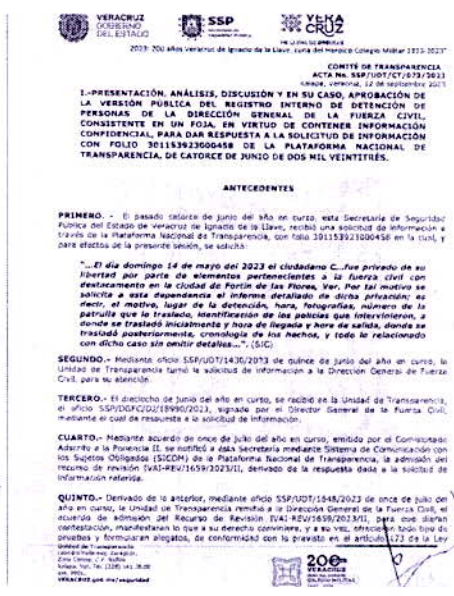 VERACRUZ
GOBIERNO
DEL ESTADO
SSP
VERA
CRUZ
2023: 200 años Veracruz de Ignacio de la Llave, cuna del Heroico Colegio Militar 1823-2023"
COMITÉ DE TRANSPARENCIA
ACTA No. SSP/UDT/CT/073/2023
Xalapa, Veracruz, 12 de septiembre 2023
I.-PRESENTACIÓN, ANÁLISIS, DISCUSIÓN Y EN SU CASO, APROBACIÓN DE
LA VERSIÓN PÚBLICA DEL REGISTRO INTERNO DE DETENCIÓN DE
PERSONAS DE LA DIRECCIÓN GENERAL DE LA FUERZA CIVIL,
CONSISTENTE EN UN FOJA, EN VIRTUD DE CONTENER INFORMACIÓN
CONFIDENCIAL, PARA DAR RESPUESTA A LA SOLICITUD DE INFORMACIÓN
CON FOLIO 301153923000458 DE LA PLATAFORMA NACIONAL DE
TRANSPARENCIA, DE CATORCE DE JUNIO DE DOS MIL VEINTITRÉS.
ANTECEDENTES
PRIMERO. - El pasado catorce de junio del año en curso, esta Secretaría de Seguridad
Pública del Estado de Veracruz de Ignacio de la Llave, recibió una solicitud de información a
través de la Plataforma Nacional de Transparencia, con folio 301153923000458 en la cual, y
para efectos de la presente sesión, se solicita:
"...El día domingo 14 de mayo del 2023 el ciudadano C...fue privado de su
libertad por parte de elementos pertenecientes a la fuerza civil con
destacamento en la ciudad de Fortín de las Flores, Ver. Por tal motivo se
solicita a esta dependencia el informe detallado de dicha privación; es
decir, el motivo, lugar de la detención, hora, fotografías, número de la
patrulla que lo traslado, identificación de los policías que intervinieron, a
donde se trasladó inicialmente y hora de llegada y hora de salida, donde se
trasladó posteriormente, cronología de los hechos, y todo lo relacionado
con dicho caso sin omitir detalles..." (SIC)
SEGUNDO.- Mediante oficio SSP/UDT/1430/2023 de quince de junio del año en curso, la
Unidad de Transparencia turnó la solicitud de información a la Dirección General de Fuerza
Civil, para su atención.
TERCERO.- El dieciocho de junio del año en curso, se recibió en la Unidad de Transparencia,
el oficio SSP/DGFC/DJ/18990/2023, signado por el Director General de la Fuerza Civil,
mediante el cual de respuesta a la solicitud de información.
CUARTO.- Mediante acuerdo de once de julio del año en curso, emitido por el Comisionado
Adscrito a la Ponencia II, se notificó a ésta Secretaría mediante Sistema de Comunicación con
los Sujetos Obligados (SICOM) de la Plataforma Nacional de Transparencia, la admisión del
recurso de revisión IVAI-REV/1659/2023/II, derivado de la respuesta dada a la solicitud de
información referida.
QUINTO.- Derivado de lo anterior, mediante oficio SSP/UDT/1648/2023 de once de julio del
año en curso, la Unidad de Transparencia remitió a la Dirección General de la Fuerza Civil, el
acuerdo de admisión del Recurso de Revisión IVAI-REV/1659/2023/II, para que dieran
contestación, manifestaran lo que a su derecho conviniere, y a su vez, ofrecieran todo tipo de
pruebas y formularan alegatos, de conformidad con lo previsto en el artículo 173 de la Ley
Unidad de Transparencia
Xalapa, Ver. Tel. (228) 141 38 00
www.veracruz.gob.mx/seguridad
200
VERACRUZ